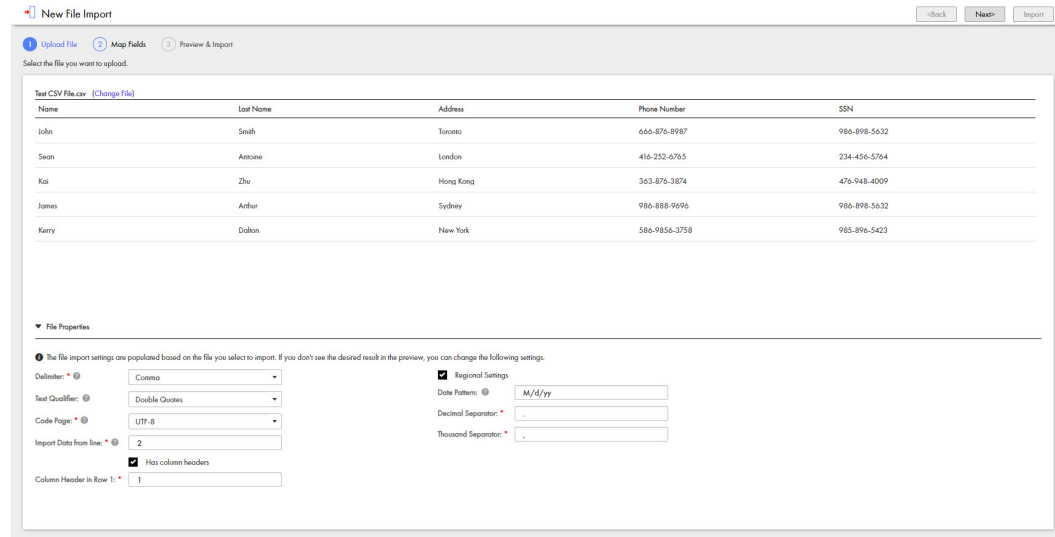 New File Import
<Back Next> Import
1 Upload File 2 Map Fields 3 Preview & Import
Select the file you want to upload.
Test CSV File.csv (Change File)
Name Last Name Address Phone Number SSN
John Smith Toronto 666-876-8987 986-898-5632
Sean Antoine London 416-252-6765 234-456-5764
Kai Zhu Hong Kong 363-876-3874 476-948-4009
James Arthur Sydney 986-888-9696 986-898-5632
Kerry Dalton New York 586-9856-3758 985-896-5423
File Properties
The file import settings are populated based on the file you select to import. If you don't see the desired result in the preview, you can change the following settings.
Delimiter: * Comma
Text Qualifier: Double Quotes
Code Page: * UTF-8
Import Data from line: * 2
Has column headers
Column Header in Row 1: * 1
Regional Settings
Date Pattern: M/d/yy
Decimal Separator: * .
Thousand Separator: * ,